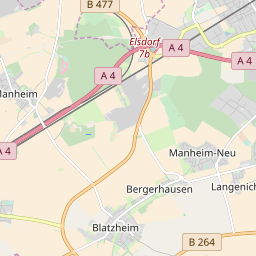 B 477
Elsdorf
7b
A 4
A 4
A 4
Manheim
A 4
Manheim-Neu
Bergerhausen
Langenich
Blatzheim
B 264